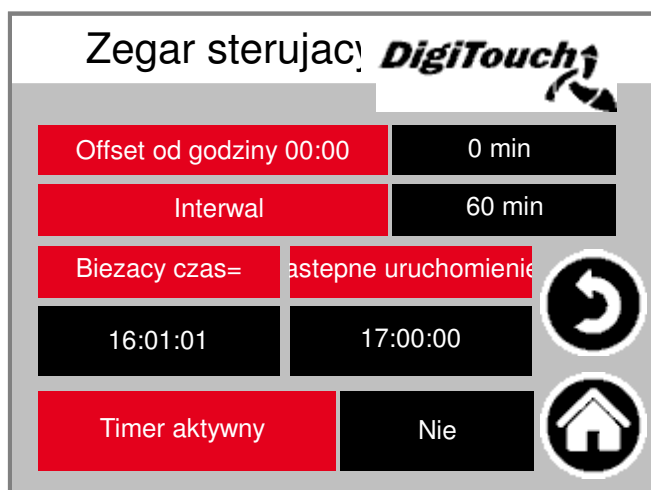 Zegar sterujacy
DigiTouch
Offset od godziny 00:00
0 min
Interwal
60 min
Biezacy czas=
astepne uruchomienie
16:01:01
17:00:00
Timer aktywny
Nie